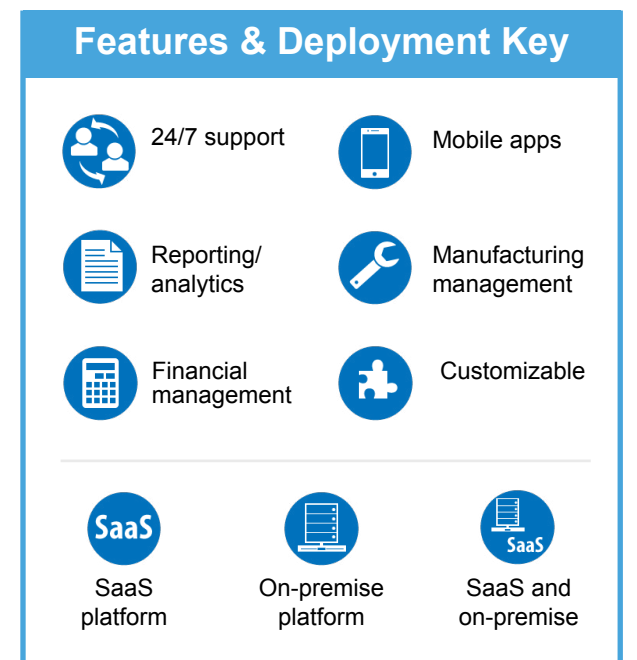 Features & Deployment Key
24/7 support
Mobile apps
Reporting/
analytics
Manufacturing
management
Financial
management
Customizable
SaaS
SaaS
platform
On-premise
platform
SaaS
SaaS and
on-premise